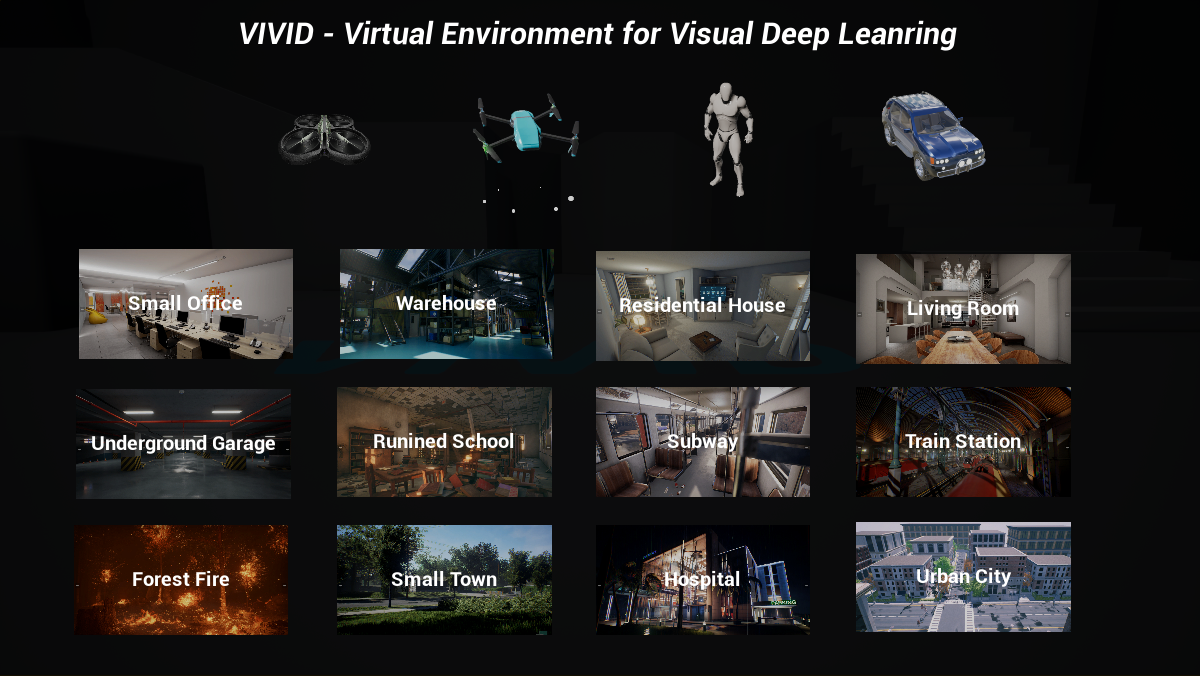 VIVID - Virtual Environment for Visual Deep Leanring
Small Office
Warehouse
Residential House
Living Room
Underground Garage
Runined School
Subway
Train Station
Forest Fire
Small Town
Hospital
Urban City